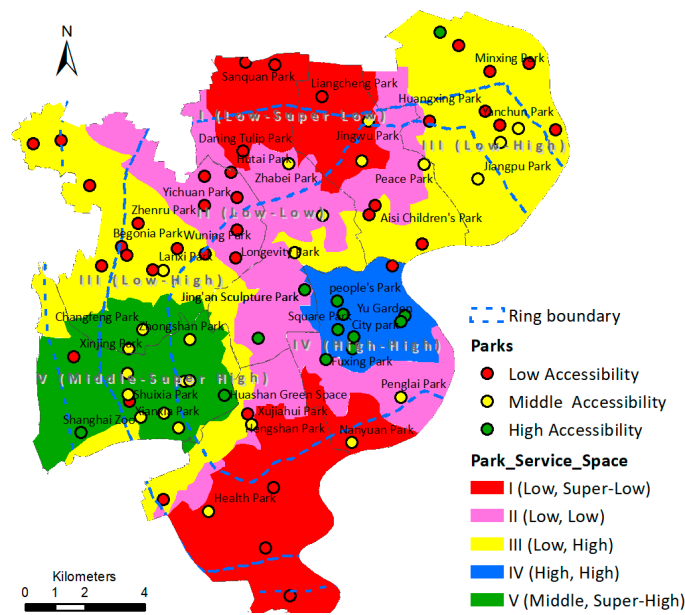 N
Minxing Park
Sanquan Park
Liangcheng Park
Huangxing Park
I (Low-Super-Low)
Yanchun Park
Jingwu Park
Daning Tulip Park
III (Low-High)
Hutai Park
Jiangpu Park
Zhabei Park
Peace Park
Yichuan Park
Zhenru Park
II (Low-Low)
Aisi Children's Park
Begonia Park
Wuning Park
Lanxi Park
Longevity Park
III (Low-High)
people's Park
Jing'an Sculpture Park
Yu Garden
Changfeng Park
Square Park
City park
Zhongshan Park
Xinjing Park
IV (High-High)
Fuxing Park
V (Middle-Super High)
Penglai Park
Shuixia Park
Huashan Green Space
Xianxia Park
Xujiahui Park
Shanghai Zoo
Hengshan Park
Nanyuan Park
Health Park
Kilometers
0 1 2 4
Ring boundary
Parks
Low Accessibility
Middle Accessibility
High Accessibility
Park_Service_Space
I (Low, Super-Low)
II (Low, Low)
III (Low, High)
IV (High, High)
V (Middle, Super-High)